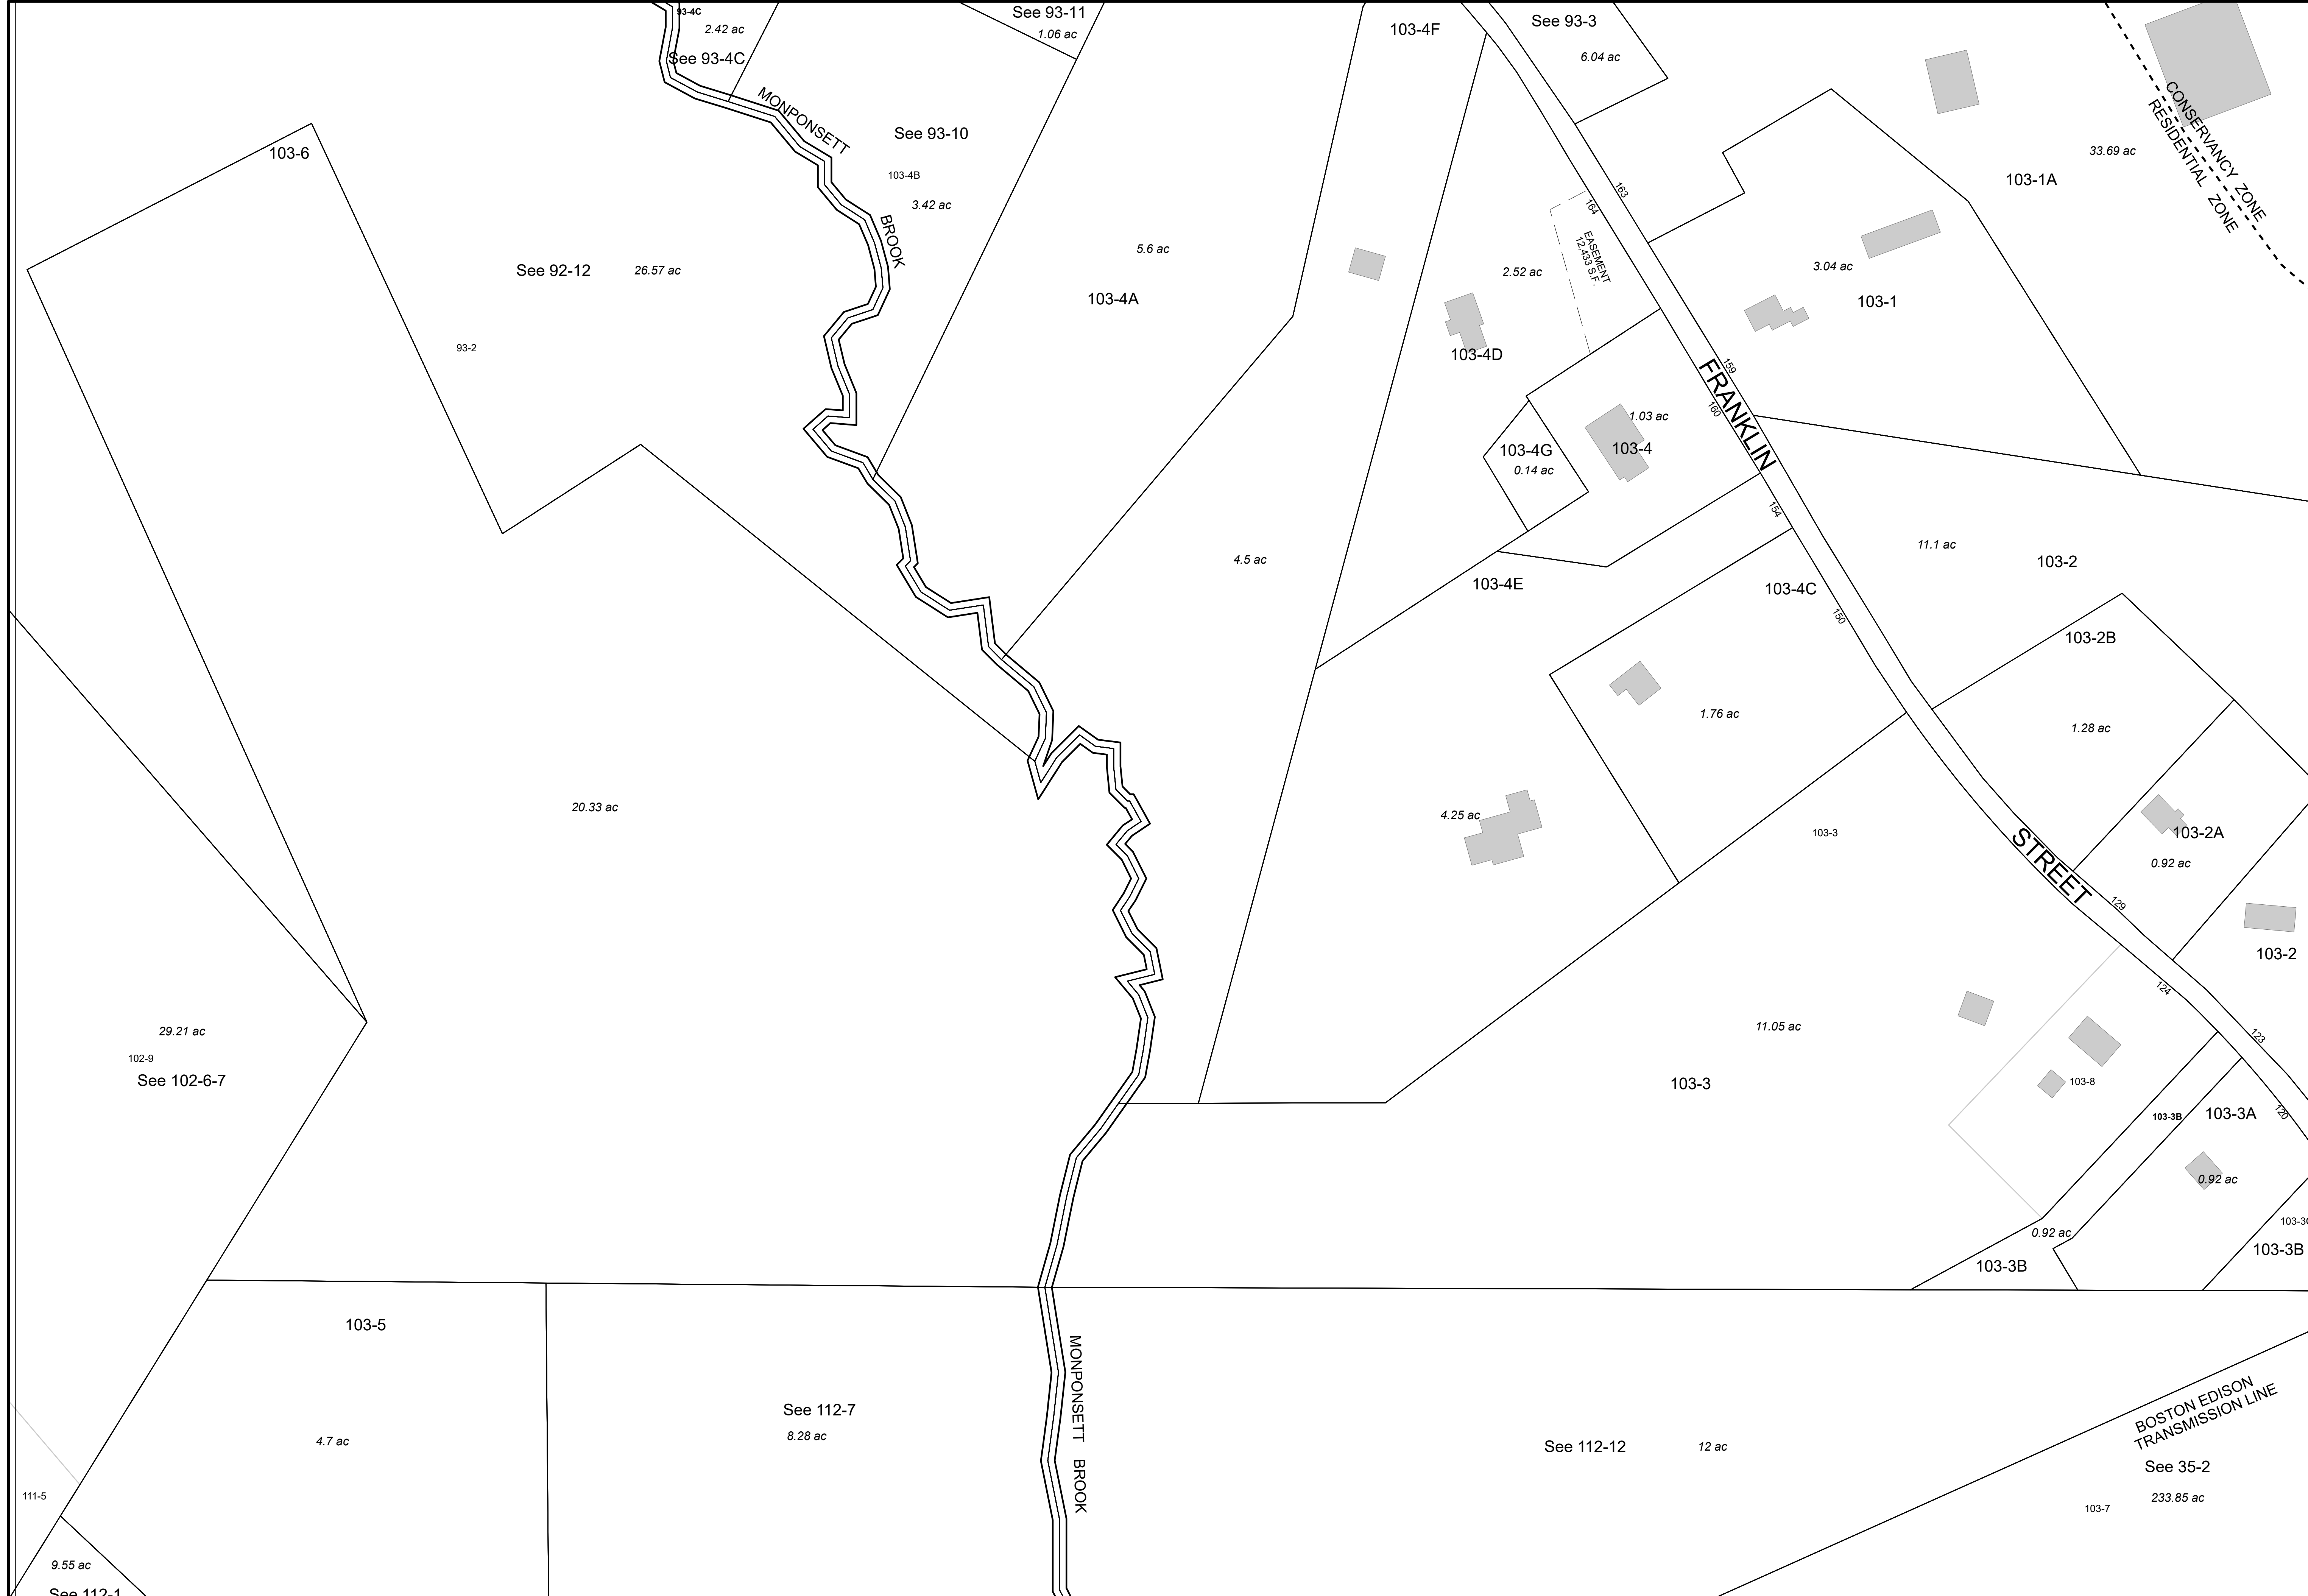 93-4C
2.42 ac
See 93-4C
See 93-11
1.06 ac
103-4F
See 93-3
6.04 ac
MONPONSETT
BROOK
See 93-10
103-4B
3.42 ac
103-6
See 92-12
26.57 ac
93-2
5.6 ac
103-4A
163
164
EASEMENT
12,433 S.F.
2.52 ac
103-4D
CONSERVANCY ZONE
RESIDENTIAL ZONE
33.69 ac
103-1A
3.04 ac
103-1
FRANKLIN
159
160
1.03 ac
103-4
103-4G
0.14 ac
154
4.5 ac
103-4E
103-4C
150
11.1 ac
103-2
103-2B
1.28 ac
1.76 ac
20.33 ac
4.25 ac
103-3
STREET
103-2A
0.92 ac
129
103-2
124
123
29.21 ac
102-9
See 102-6-7
11.05 ac
103-3
103-8
103-3B
103-3A
120
0.92 ac
0.92 ac
103-3B
103-3B
103-5
4.7 ac
See 112-7
8.28 ac
MONPONSETT BROOK
See 112-12
12 ac
BOSTON EDISON
TRANSMISSION LINE
See 35-2
233.85 ac
103-7
111-5
9.55 ac
See 112-1